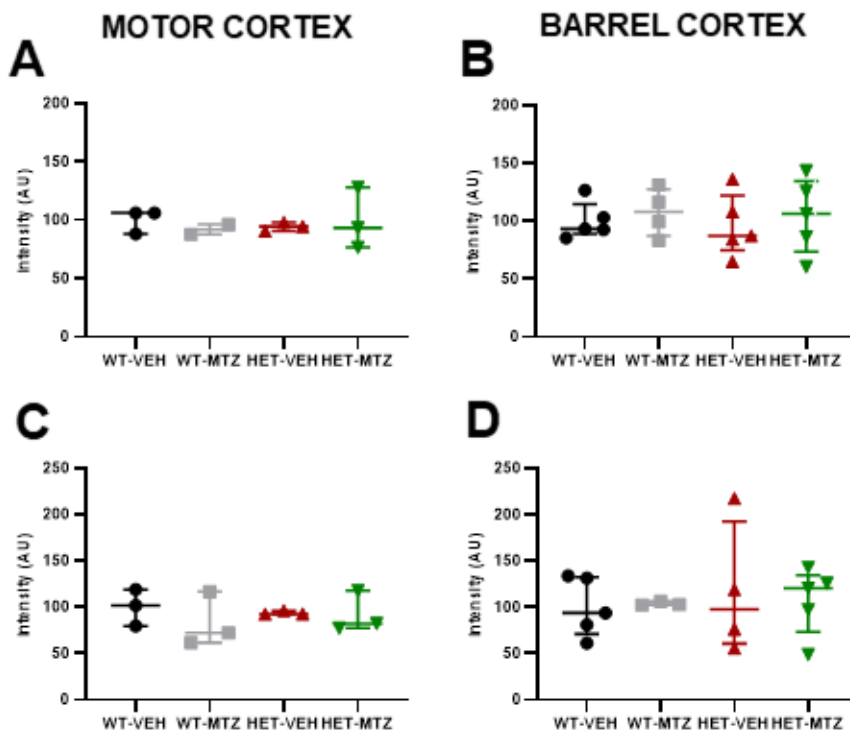 MOTOR CORTEX
BARREL CORTEX
A
200
150
100
50
0
Intensity (AU)
WT-VEH WT-MTZ HET-VEH HET-MTZ
B
200
150
100
50
0
Intensity (AU)
WT-VEH WT-MTZ HET-VEH HET-MTZ
C
250
200
150
100
50
0
Intensity (AU)
WT-VEH WT-MTZ HET-VEH HET-MTZ
D
250
200
150
100
50
0
Intensity (AU)
WT-VEH WT-MTZ HET-VEH HET-MTZ